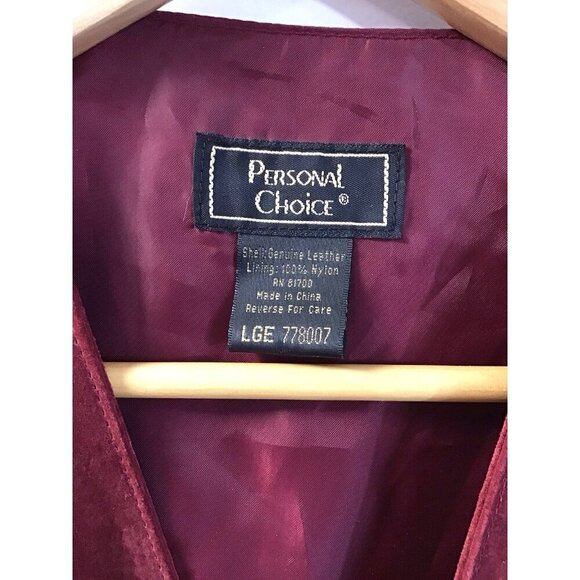 PERSONAL
CHOiCE ®
Shell: Genuine Leather
Lining: 100% Nylon
RN 81700
Made in China
Reverse For Care
LGE 778007